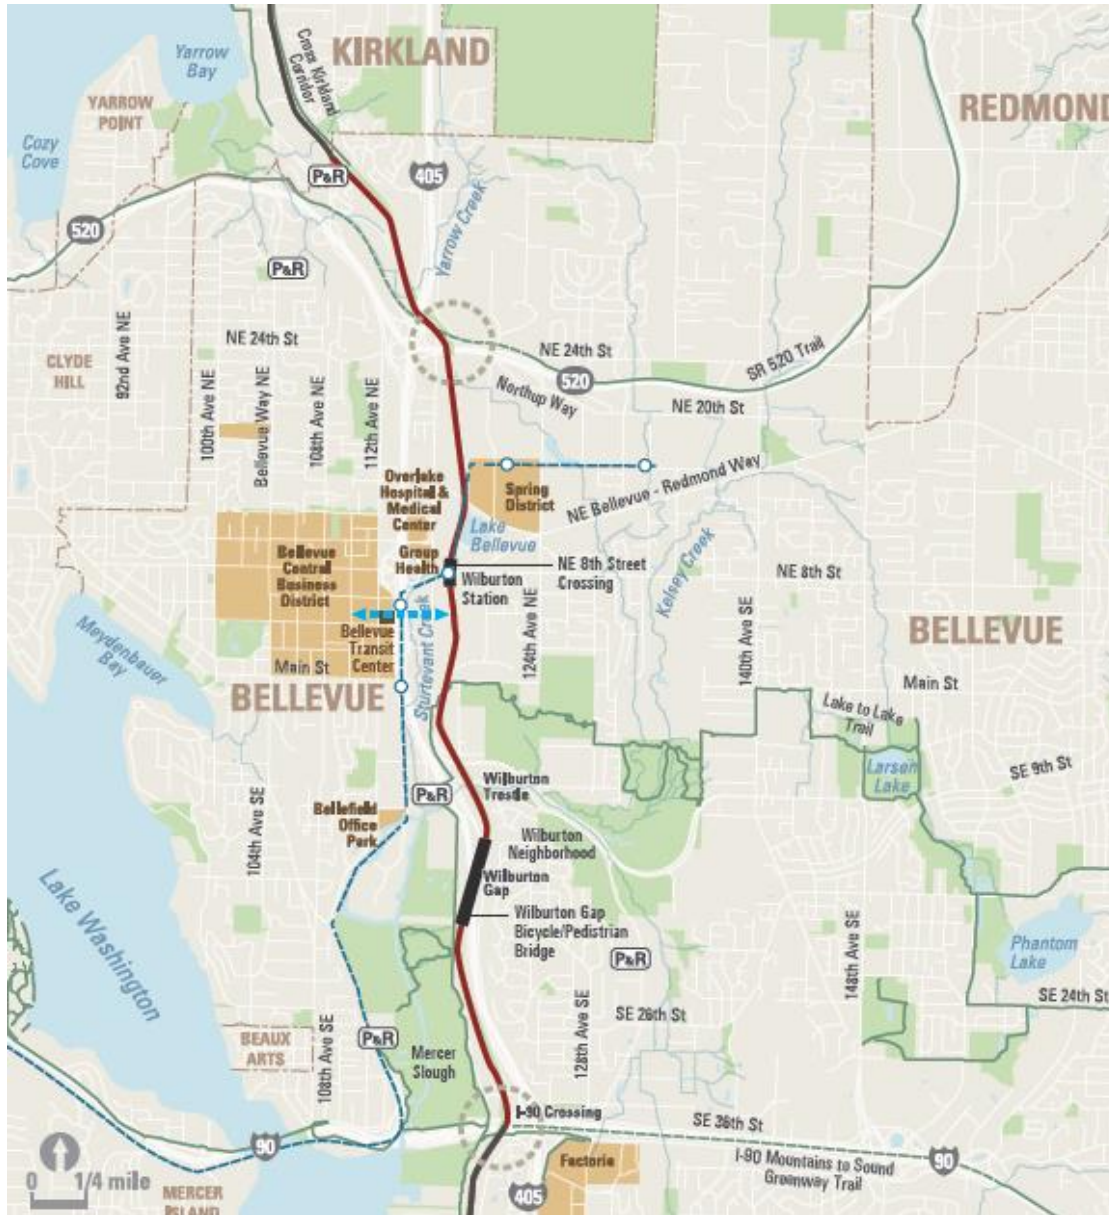 Cross Kirkland
Corridor
KIRKLAND
Yarrow
Bay
YARROW
POINT
REDMOND
Cozy
Cove
P&R
405
Yarrow Creek
520
P&R
92nd Ave NE
NE 24th St
NE 24th St
SR 520 Trail
CLYDE
HILL
520
100th Ave NE
Bellevue Way NE
108th Ave NE
112th Ave NE
Northup Way
NE 20th St
Overlake
Hospital &
Medical
Center
Spring
District
NE Bellevue - Redmond Way
Lake
Bellevue
Bellevue
Central
Business
District
Group
Health
NE 8th Street
Crossing
Wilburton
Station
Kelsey Creek
NE 8th St
124th Ave NE
140th Ave SE
Bellevue
Transit
Center
Sturtevant Creek
BELLEVUE
Meydenbauer
Bay
Main St
BELLEVUE
Main St
Lake to Lake
Trail
Larsen
Lake
SE 9th St
Wilburton
Trestle
P&R
Bellefield
Office
Park
104th Ave SE
Wilburton
Neighborhood
Wilburton
Gap
Wilburton Gap
Bicycle/Pedistrian
Bridge
Lake Washington
148th Ave SE
Phantom
Lake
P&R
SE 24th St
128th Ave SE
SE 26th St
BEAUX
ARTS
108th Ave SE
P&R
Mercer
Slough
I-90 Crossing
SE 36th St
90
I-90 Mountains to Sound
Greenway Trail
90
Factoria
0 1/4 mile
MERCER
ISLAND
405